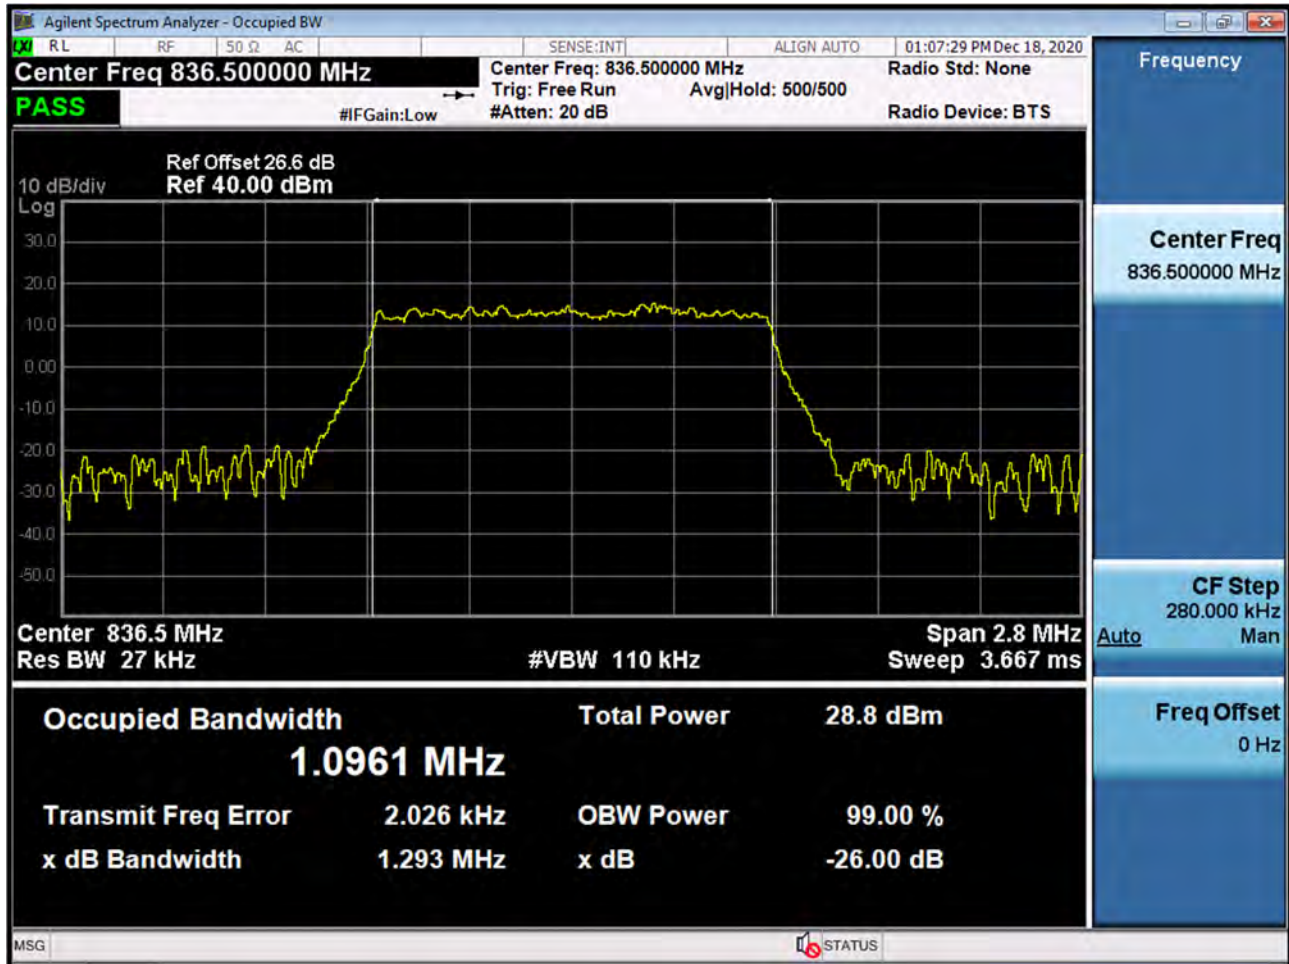 Agilent Spectrum Analyzer - Occupied BW
LXI RL RF 50 Ω AC SENSE:INT ALIGN AUTO 01:07:29 PM Dec 18, 2020
Center Freq 836.500000 MHz
Center Freq: 836.500000 MHz
Radio Std: None
Trig: Free Run Avg|Hold: 500/500
PASS
#IFGain:Low
#Atten: 20 dB
Radio Device: BTS
Ref Offset 26.6 dB
10 dB/div Ref 40.00 dBm
Log
30.0
20.0
10.0
0.00
-10.0
-20.0
-30.0
-40.0
-50.0
Center 836.5 MHz Span 2.8 MHz
Res BW 27 kHz #VBW 110 kHz Sweep 3.667 ms
Occupied Bandwidth Total Power 28.8 dBm
1.0961 MHz
Transmit Freq Error 2.026 kHz OBW Power 99.00 %
x dB Bandwidth 1.293 MHz x dB -26.00 dB
MSG STATUS
Frequency
Center Freq
836.500000 MHz
CF Step
280.000 kHz
Auto Man
Freq Offset
0 Hz